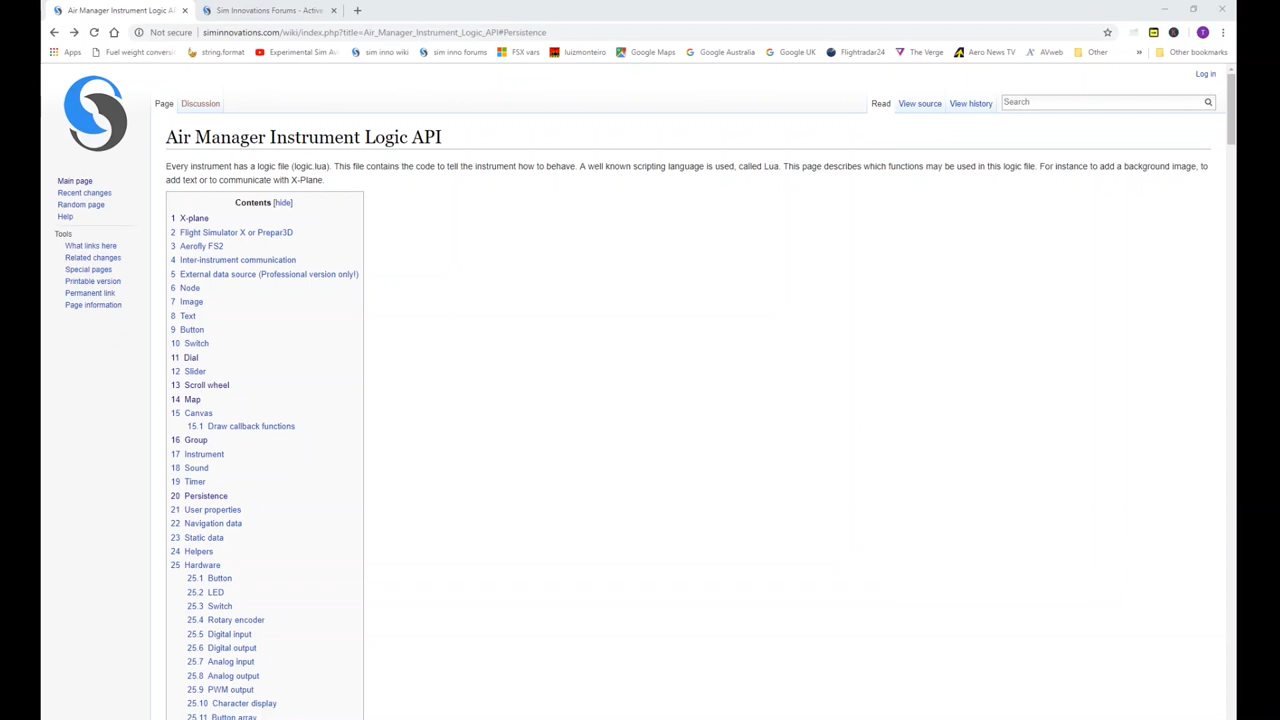 Air Manager Instrument Logic AP
Sim Innovations Forums - Active
Not secure
siminnovations.com/wiki/index.php?title=Air_Manager_Instrument_Logic_API#Persistence
Apps
Fuel weight convers
string.format
Experimental Sim Av
sim inno wiki
sim inno forums
FSX vars
luizmonteiro
Google Maps
Google Australia
Google UK
Flightradar24
The Verge
Aero News TV
AVweb
Other
»
Other bookmarks
Log in
Page
Discussion
Read
View source
View history
Search
Air Manager Instrument Logic API
Every instrument has a logic file (logic.lua). This file contains the code to tell the instrument how to behave. A well known scripting language is used, called Lua. This page describes which functions may be used in this logic file. For instance to add a background image, to
add text or to communicate with X-Plane.
Main page
Recent changes
Random page
Help
Tools
What links here
Related changes
Special pages
Printable version
Permanent link
Page information
Contents [hide]
1 X-plane
2 Flight Simulator X or Prepar3D
3 Aerofly FS2
4 Inter-instrument communication
5 External data source (Professional version only!)
6 Node
7 Image
8 Text
9 Button
10 Switch
11 Dial
12 Slider
13 Scroll wheel
14 Map
15 Canvas
15.1 Draw callback functions
16 Group
17 Instrument
18 Sound
19 Timer
20 Persistence
21 User properties
22 Navigation data
23 Static data
24 Helpers
25 Hardware
25.1 Button
25.2 LED
25.3 Switch
25.4 Rotary encoder
25.5 Digital input
25.6 Digital output
25.7 Analog input
25.8 Analog output
25.9 PWM output
25.10 Character display
25.11 Button array